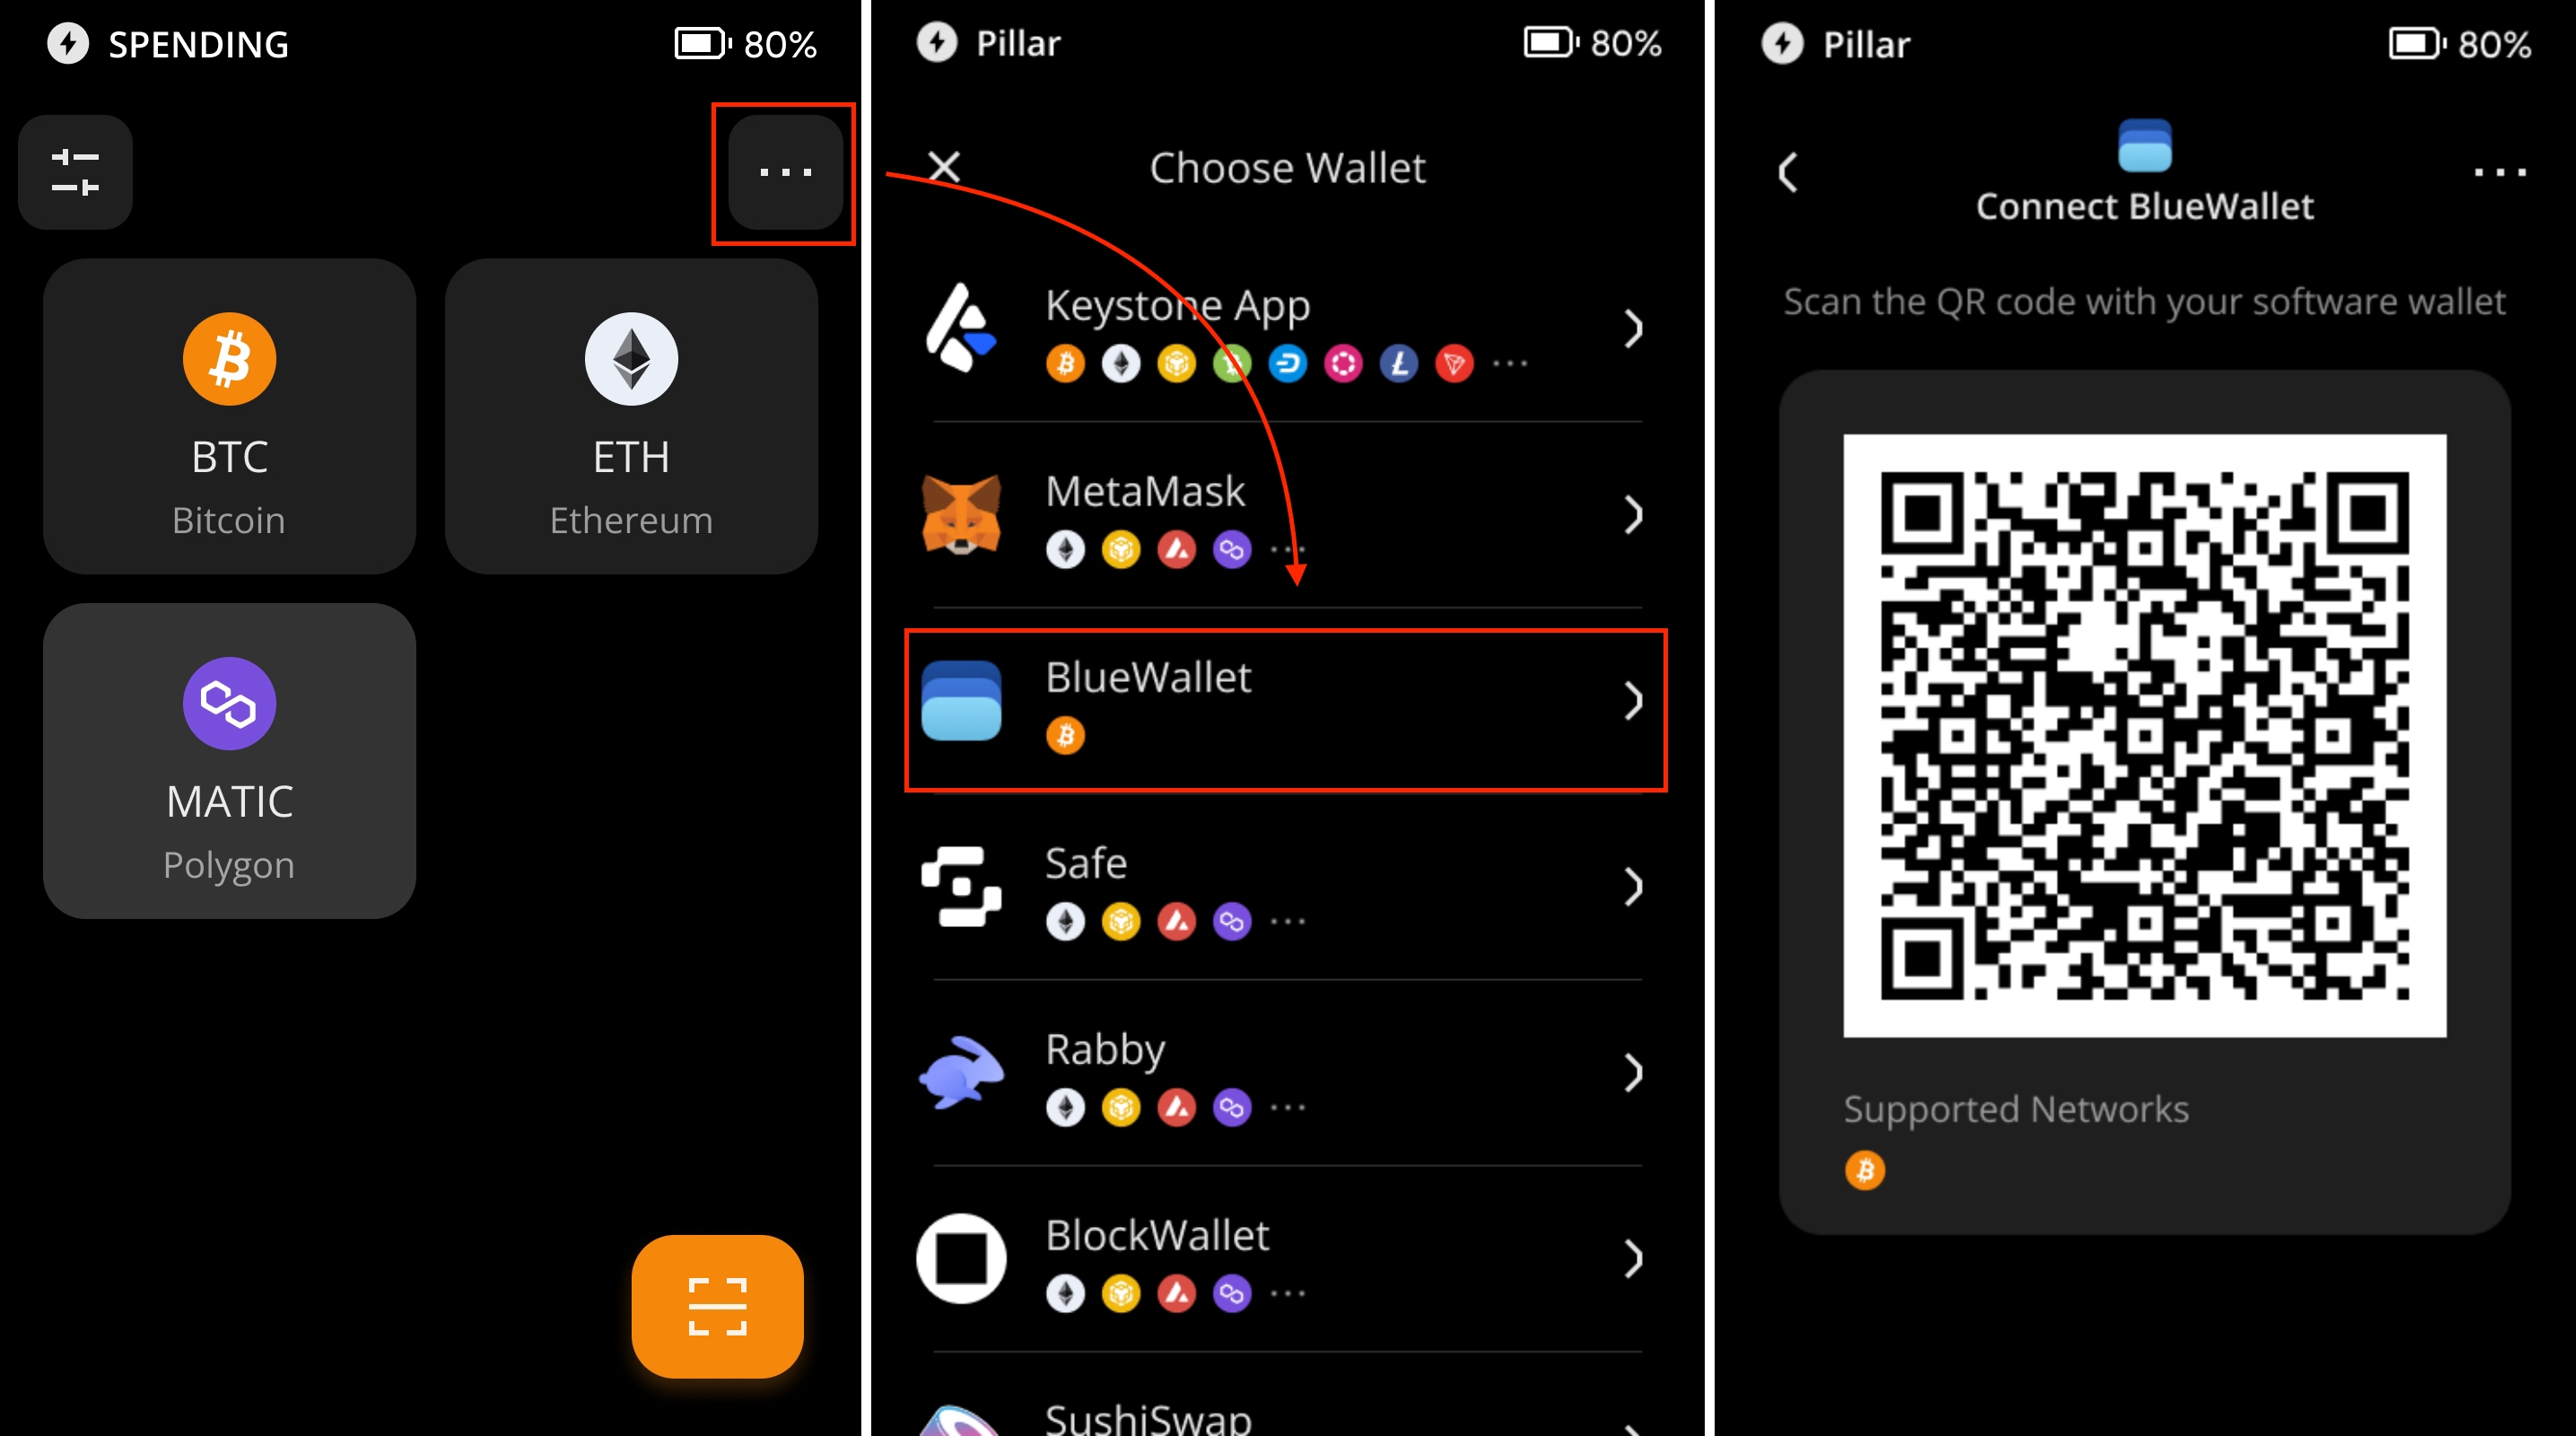 SPENDING
80%
BTC
Bitcoin
ETH
Ethereum
MATIC
Polygon
Pillar
80%
Choose Wallet
Keystone App
MetaMask
BlueWallet
Safe
Rabby
BlockWallet
SushiSwap
Pillar
80%
Connect BlueWallet
Scan the QR code with your software wallet
Supported Networks